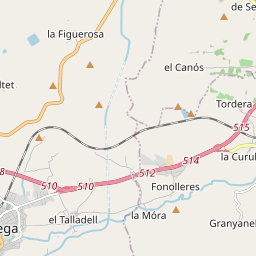 de Se
la Figuerosa
el Canós
ltet
Tordera
515
la Curul
514
512
8
510
510
Fonolleres
el Talladell
la Móra
ega
Granyanel